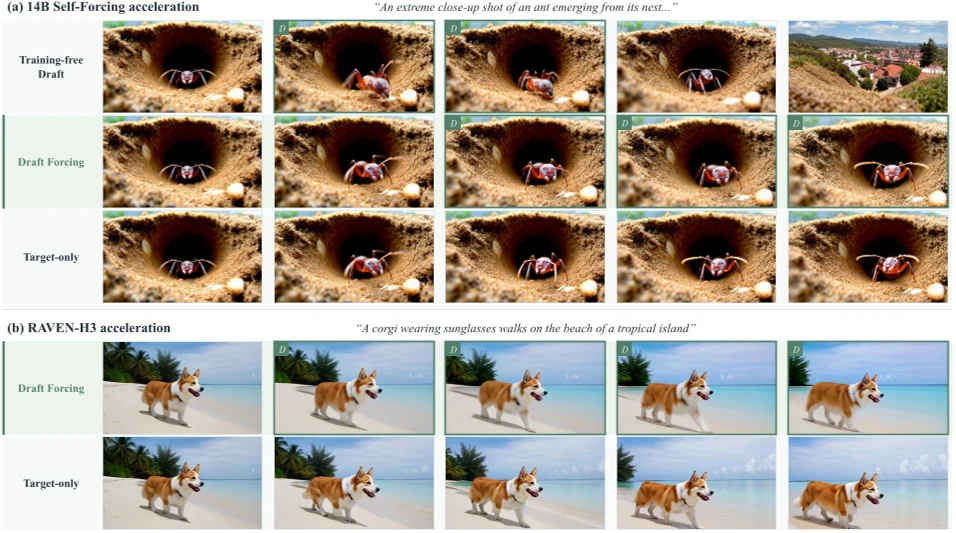 (a) 14B Self-Forcing acceleration
“An extreme close-up shot of an ant emerging from its nest...”
Training-free
Draft
D
D
Draft Forcing
D
D
D
Target-only
(b) RAVEN-H3 acceleration
“A corgi wearing sunglasses walks on the beach of a tropical island”
Draft Forcing
D
D
D
D
Target-only